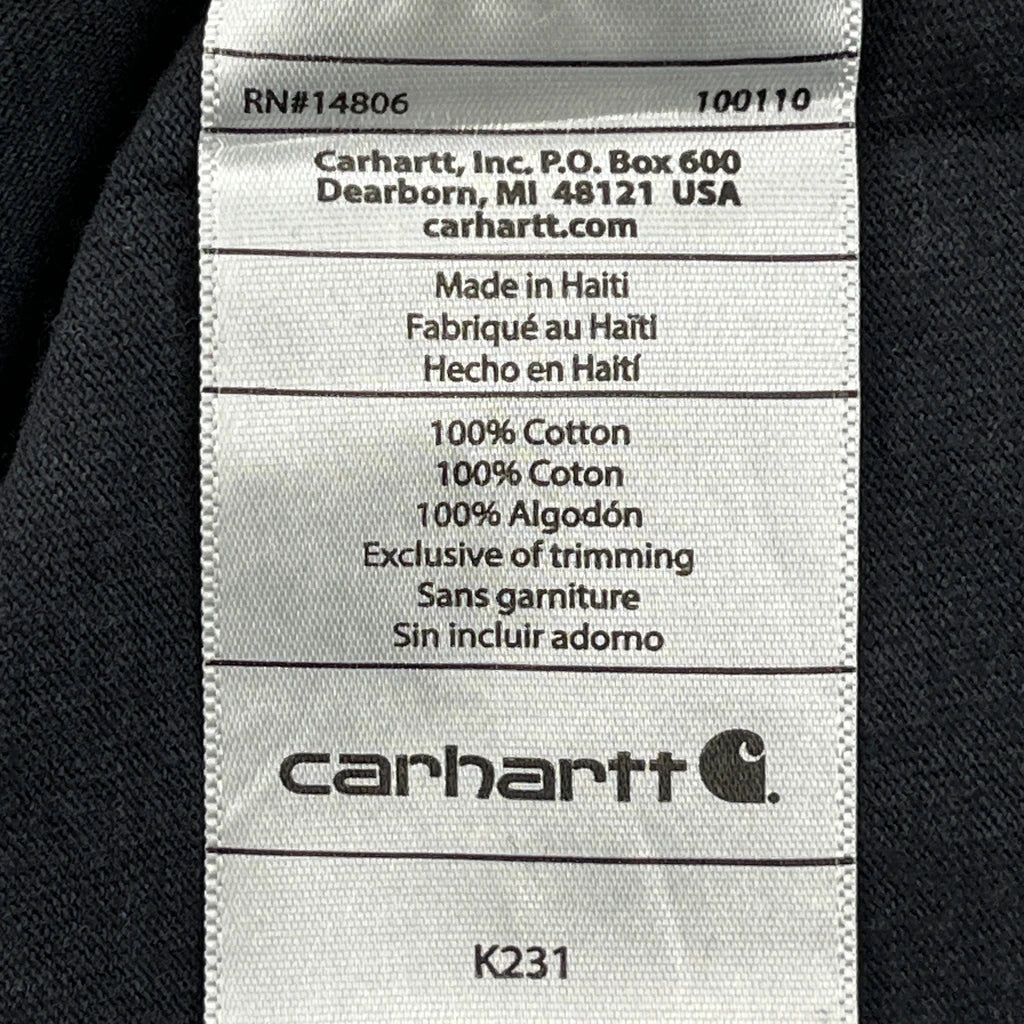 RN#14806 100110
Carhartt, Inc. P.O. Box 600
Dearborn, MI 48121 USA
carhartt.com
Made in Haiti
Fabriqué au Haïti
Hecho en Haití
100% Cotton
100% Coton
100% Algodón
Exclusive of trimming
Sans garniture
Sin incluir adorno
carhartt
K231